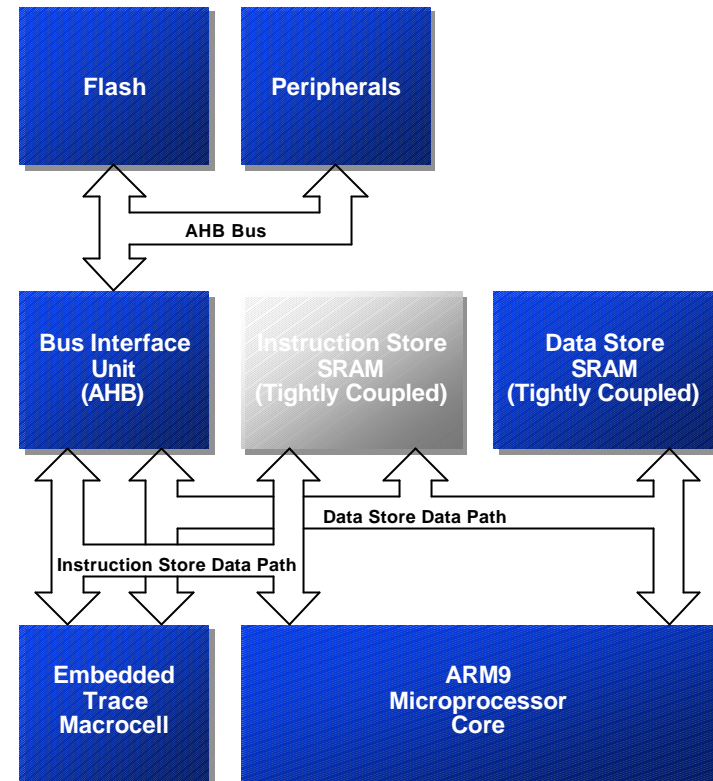 Flash
Peripherals
AHB Bus
Bus Interface
Unit
(AHB)
Instruction Store
SRAM
(Tightly Coupled)
Data Store
SRAM
(Tightly Coupled)
Data Store Data Path
Instruction Store Data Path
Embedded
Trace
Macrocell
ARM9
Microprocessor
Core